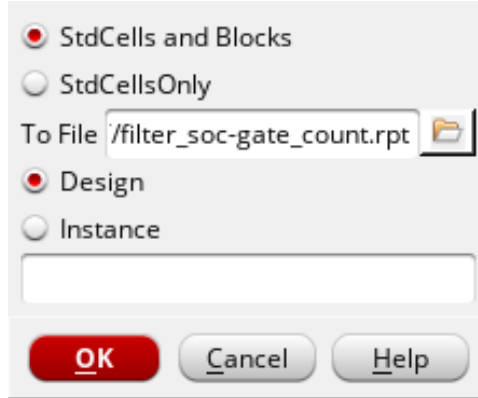 StdCells and Blocks
StdCellsOnly
To File /filter_soc-gate_count.rpt
Design
Instance
OK Cancel Help